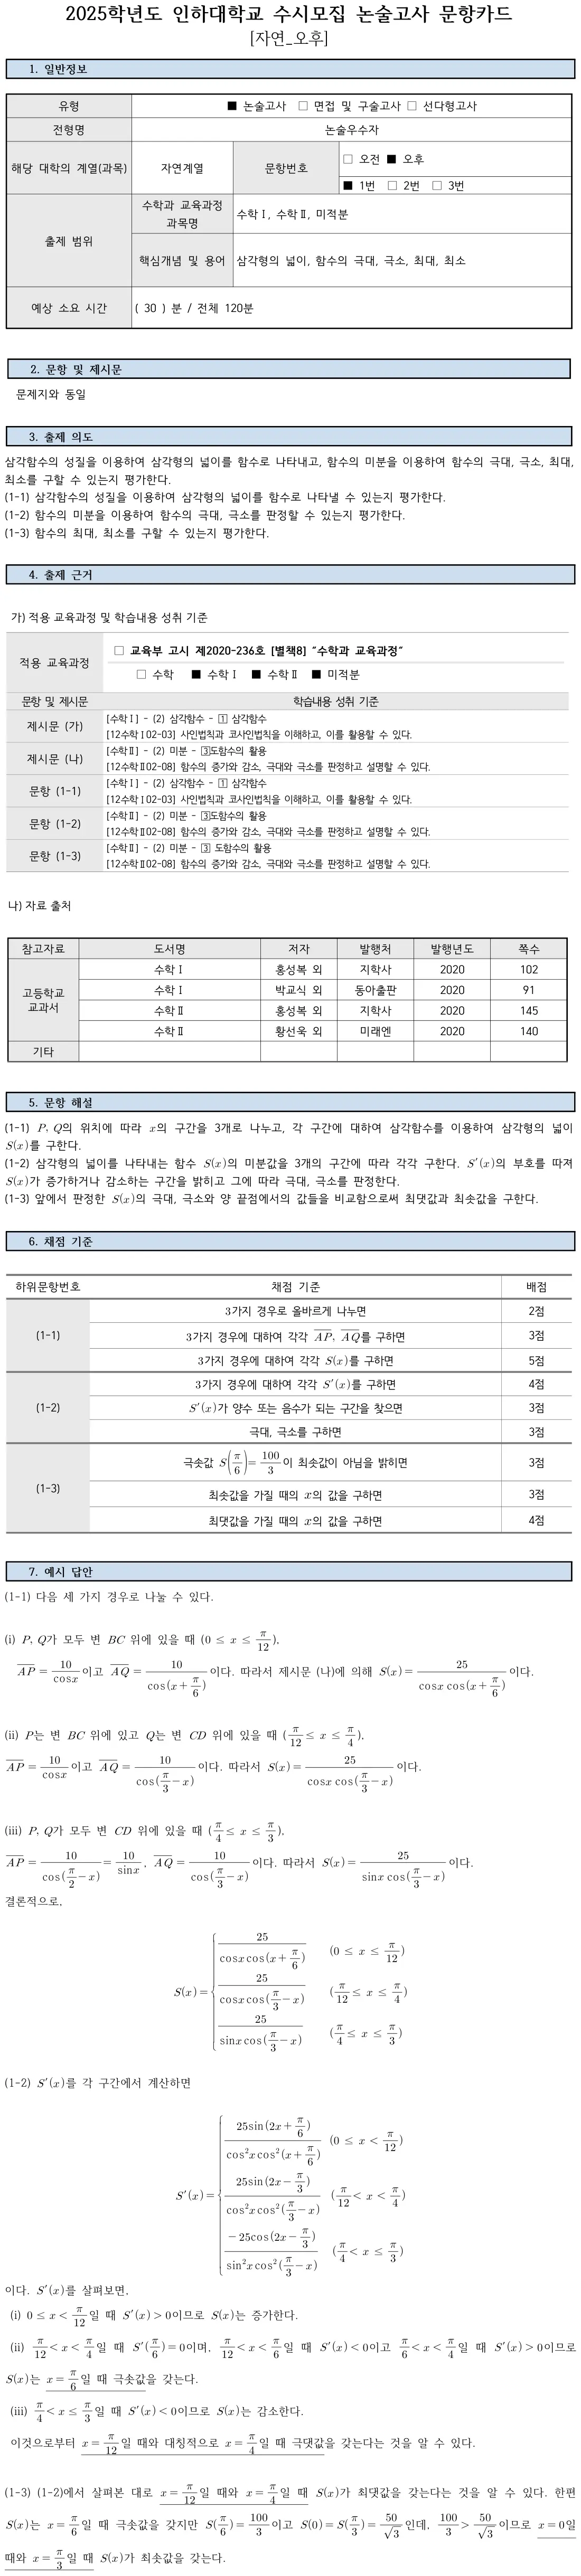 2025학년도 인하대학교 수시모집 논술고사 문항카드
[자연_오후]
1. 일반정보
유형 ■ 논술고사 □ 면접 및 구술고사 □ 선다형고사
전형명 논술우수자
해당 대학의 계열(과목) 자연계열 문항번호 □ 오전 ■ 오후
■ 1번 □ 2번 □ 3번
출제 범위 수학과 교육과정 과목명 수학Ⅰ, 수학Ⅱ, 미적분
핵심개념 및 용어 삼각형의 넓이, 함수의 극대, 극소, 최대, 최소
예상 소요 시간 ( 30 ) 분 / 전체 120분
2. 문항 및 제시문
문제지와 동일
3. 출제 의도
삼각함수의 성질을 이용하여 삼각형의 넓이를 함수로 나타내고, 함수의 미분을 이용하여 함수의 극대, 극소, 최대,
최소를 구할 수 있는지 평가한다.
(1-1) 삼각함수의 성질을 이용하여 삼각형의 넓이를 함수로 나타낼 수 있는지 평가한다.
(1-2) 함수의 미분을 이용하여 함수의 극대, 극소를 판정할 수 있는지 평가한다.
(1-3) 함수의 최대, 최소를 구할 수 있는지 평가한다.
4. 출제 근거
가) 적용 교육과정 및 학습내용 성취 기준
적용 교육과정 □ 교육부 고시 제2020-236호 [별책8] "수학과 교육과정"
□ 수학 ■ 수학Ⅰ ■ 수학Ⅱ ■ 미적분
문항 및 제시문 학습내용 성취 기준
제시문 (가) [수학Ⅰ] - (2) 삼각함수 - 1 삼각함수
[12수학Ⅰ02-03] 사인법칙과 코사인법칙을 이해하고, 이를 활용할 수 있다.
제시문 (나) [수학Ⅱ] - (2) 미분 - 3도함수의 활용
[12수학Ⅱ02-08] 함수의 증가와 감소, 극대와 극소를 판정하고 설명할 수 있다.
문항 (1-1) [수학Ⅰ] - (2) 삼각함수 - 1 삼각함수
[12수학Ⅰ02-03] 사인법칙과 코사인법칙을 이해하고, 이를 활용할 수 있다.
문항 (1-2) [수학Ⅱ] - (2) 미분 - 3도함수의 활용
[12수학Ⅱ02-08] 함수의 증가와 감소, 극대와 극소를 판정하고 설명할 수 있다.
문항 (1-3) [수학Ⅱ] - (2) 미분 - 3 도함수의 활용
[12수학Ⅱ02-08] 함수의 증가와 감소, 극대와 극소를 판정하고 설명할 수 있다.
나) 자료 출처
참고자료 도서명 저자 발행처 발행년도 쪽수
고등학교 교과서 수학Ⅰ 홍성복 외 지학사 2020 102
수학Ⅰ 박교식 외 동아출판 2020 91
수학Ⅱ 홍성복 외 지학사 2020 145
수학Ⅱ 황선욱 외 미래엔 2020 140
기타
5. 문항 해설
(1-1) P, Q의 위치에 따라 x의 구간을 3개로 나누고, 각 구간에 대하여 삼각함수를 이용하여 삼각형의 넓이
S(x)를 구한다.
(1-2) 삼각형의 넓이를 나타내는 함수 S(x)의 미분값을 3개의 구간에 따라 각각 구한다. S′(x)의 부호를 따져
S(x)가 증가하거나 감소하는 구간을 밝히고 그에 따라 극대, 극소를 판정한다.
(1-3) 앞에서 판정한 S(x)의 극대, 극소와 양 끝점에서의 값들을 비교함으로써 최댓값과 최솟값을 구한다.
6. 채점 기준
하위문항번호 채점 기준 배점
(1-1) 3가지 경우로 올바르게 나누면 2점
3가지 경우에 대하여 각각 \overline{AP}, \overline{AQ}를 구하면 3점
3가지 경우에 대하여 각각 S(x)를 구하면 5점
(1-2) 3가지 경우에 대하여 각각 S′(x)를 구하면 4점
S′(x)가 양수 또는 음수가 되는 구간을 찾으면 3점
극대, 극소를 구하면 3점
(1-3) 극솟값 S(π/6)=100/3이 최솟값이 아님을 밝히면 3점
최솟값을 가질 때의 x의 값을 구하면 3점
최댓값을 가질 때의 x의 값을 구하면 4점
7. 예시 답안
(1-1) 다음 세 가지 경우로 나눌 수 있다.
(i) P, Q가 모두 변 BC 위에 있을 때 (0 ≤ x ≤ π/12),
\overline{AP} = 10/cosx이고 \overline{AQ} = 10/cos(x+π/6)이다. 따라서 제시문 (나)에 의해 S(x) = 25/(cosx cos(x+π/6))이다.
(ii) P는 변 BC 위에 있고 Q는 변 CD 위에 있을 때 (π/12 ≤ x ≤ π/4),
\overline{AP} = 10/cosx이고 \overline{AQ} = 10/cos(π/3−x)이다. 따라서 S(x) = 25/(cosx cos(π/3−x))이다.
(iii) P, Q가 모두 변 CD 위에 있을 때 (π/4 ≤ x ≤ π/3),
\overline{AP} = 10/cos(π/2−x) = 10/sinx, \overline{AQ} = 10/cos(π/3−x)이다. 따라서 S(x) = 25/(sinx cos(π/3−x))이다.
결론적으로,
S(x) = { 25/(cosx cos(x+π/6)) (0 ≤ x ≤ π/12)
25/(cosx cos(π/3−x)) (π/12 ≤ x ≤ π/4)
25/(sinx cos(π/3−x)) (π/4 ≤ x ≤ π/3)
(1-2) S′(x)를 각 구간에서 계산하면
S′(x) = { 25sin(2x+π/6)/(cos²x cos²(x+π/6)) (0 ≤ x < π/12)
25sin(2x−π/3)/(cos²x cos²(π/3−x)) (π/12 < x < π/4)
−25cos(2x−π/3)/(sin²x cos²(π/3−x)) (π/4 < x ≤ π/3)
이다. S′(x)를 살펴보면,
(i) 0 ≤ x < π/12일 때 S′(x) > 0이므로 S(x)는 증가한다.
(ii) π/12 < x < π/4일 때 S′(π/6) = 0이며, π/12 < x < π/6일 때 S′(x) < 0이고 π/6 < x < π/4일 때 S′(x) > 0이므로
S(x)는 x = π/6일 때 극솟값을 갖는다.
(iii) π/4 < x ≤ π/3일 때 S′(x) < 0이므로 S(x)는 감소한다.
이것으로부터 x = π/12일 때와 대칭적으로 x = π/4일 때 극댓값을 갖는다는 것을 알 수 있다.
(1-3) (1-2)에서 살펴본 대로 x = π/12일 때와 x = π/4일 때 S(x)가 최댓값을 갖는다는 것을 알 수 있다. 한편
S(x)는 x = π/6일 때 극솟값을 갖지만 S(π/6) = 100/3이고 S(0) = S(π/3) = 50/√3인데, 100/3 > 50/√3이므로 x = 0일
때와 x = π/3일 때 S(x)가 최솟값을 갖는다.